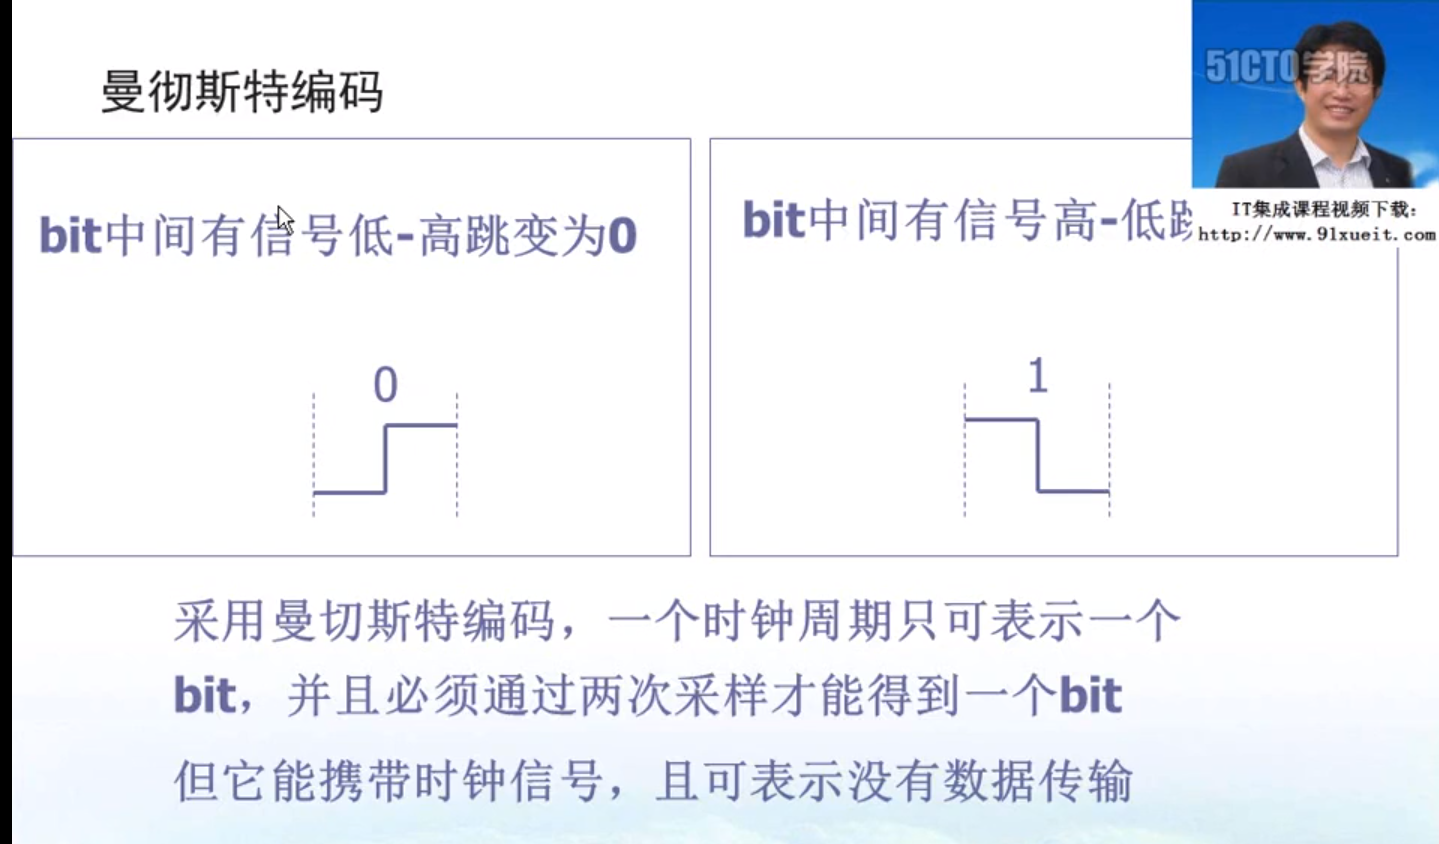 曼彻斯特编码
51CTO学院
IT集成课程视频下载:
http://www.91xueit.com
bit中间有信号低-高跳变为0
bit中间有信号高-低
0
1
采用曼切斯特编码，一个时钟周期只可表示一个
bit，并且必须通过两次采样才能得到一个bit
但它能携带时钟信号，且可表示没有数据传输